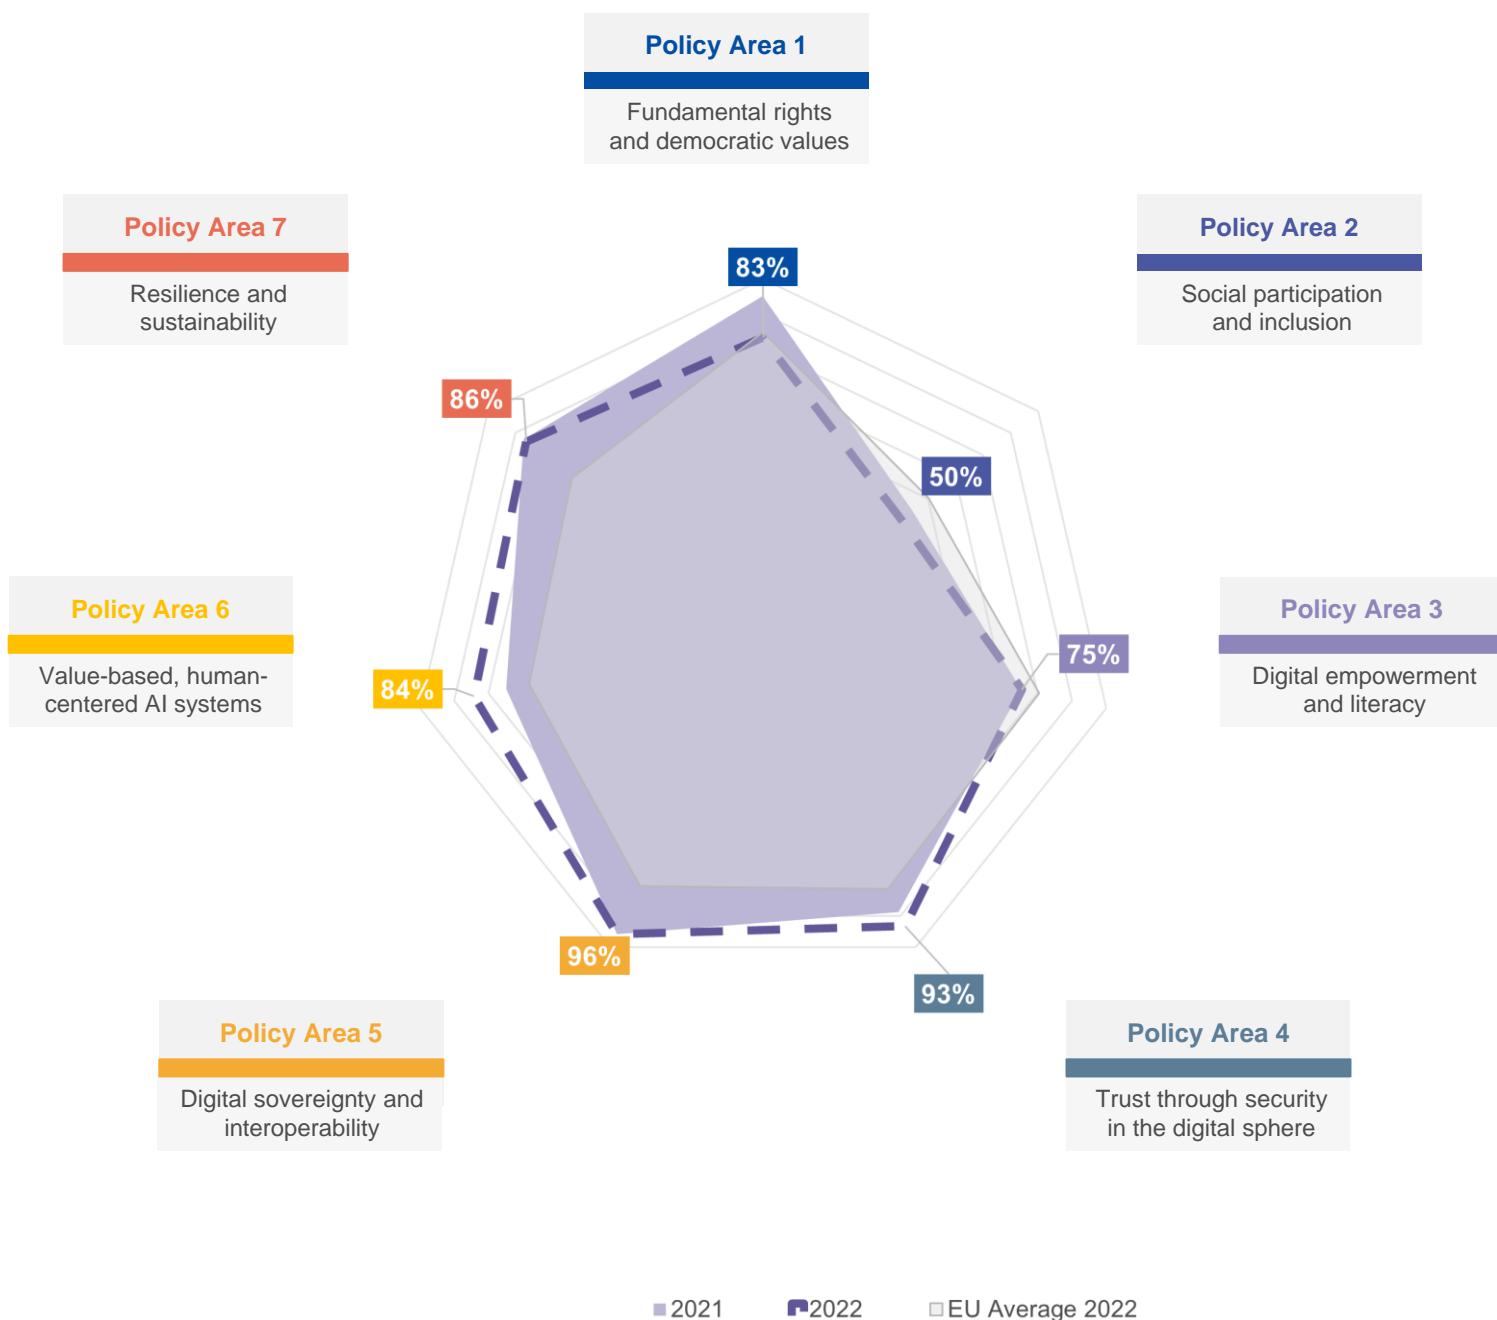 Policy Area 1
Fundamental rights
and democratic values
Policy Area 7
Resilience and
sustainability
Policy Area 2
Social participation
and inclusion
83%
86%
50%
Policy Area 6
Value-based, human-
centered AI systems
84%
75%
Policy Area 3
Digital empowerment
and literacy
96%
93%
Policy Area 5
Digital sovereignty and
interoperability
Policy Area 4
Trust through security
in the digital sphere
2021
2022
EU Average 2022